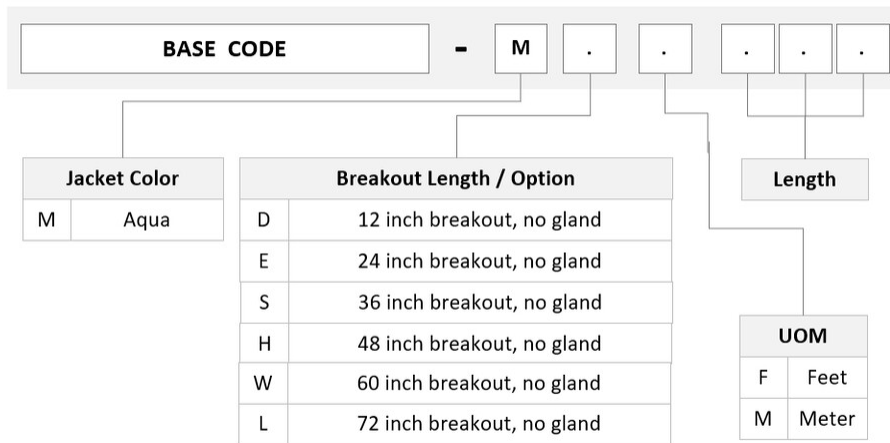 BASE CODE - M . . . . .
Jacket Color
M Aqua
Breakout Length / Option
D 12 inch breakout, no gland
E 24 inch breakout, no gland
S 36 inch breakout, no gland
H 48 inch breakout, no gland
W 60 inch breakout, no gland
L 72 inch breakout, no gland
Length
UOM
F Feet
M Meter